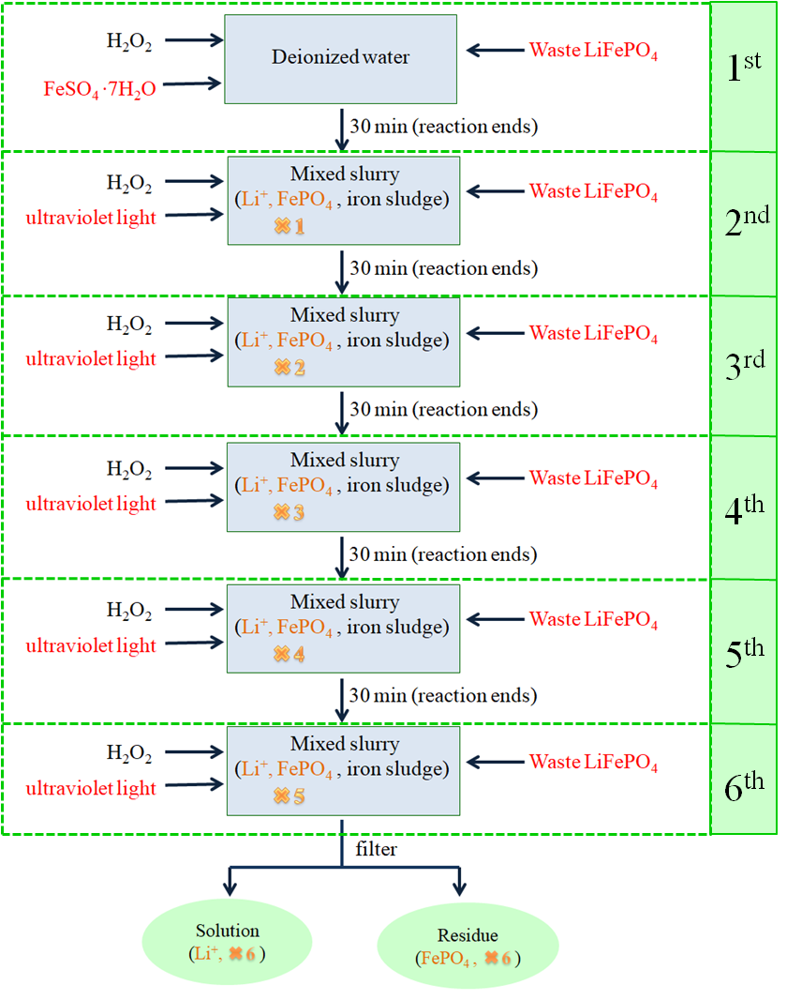 H₂O₂
Deionized water
Waste LiFePO₄
1st
FeSO₄·7H₂O
30 min (reaction ends)
H₂O₂
Mixed slurry
Waste LiFePO₄
2nd
ultraviolet light
(Li⁺, FePO₄, iron sludge)
✖1
30 min (reaction ends)
H₂O₂
Mixed slurry
Waste LiFePO₄
3rd
ultraviolet light
(Li⁺, FePO₄, iron sludge)
✖2
30 min (reaction ends)
H₂O₂
Mixed slurry
Waste LiFePO₄
4th
ultraviolet light
(Li⁺, FePO₄, iron sludge)
✖3
30 min (reaction ends)
H₂O₂
Mixed slurry
Waste LiFePO₄
5th
ultraviolet light
(Li⁺, FePO₄, iron sludge)
✖4
30 min (reaction ends)
H₂O₂
Mixed slurry
Waste LiFePO₄
6th
ultraviolet light
(Li⁺, FePO₄, iron sludge)
✖5
filter
Solution
(Li⁺, ✖6)
Residue
(FePO₄, ✖6)